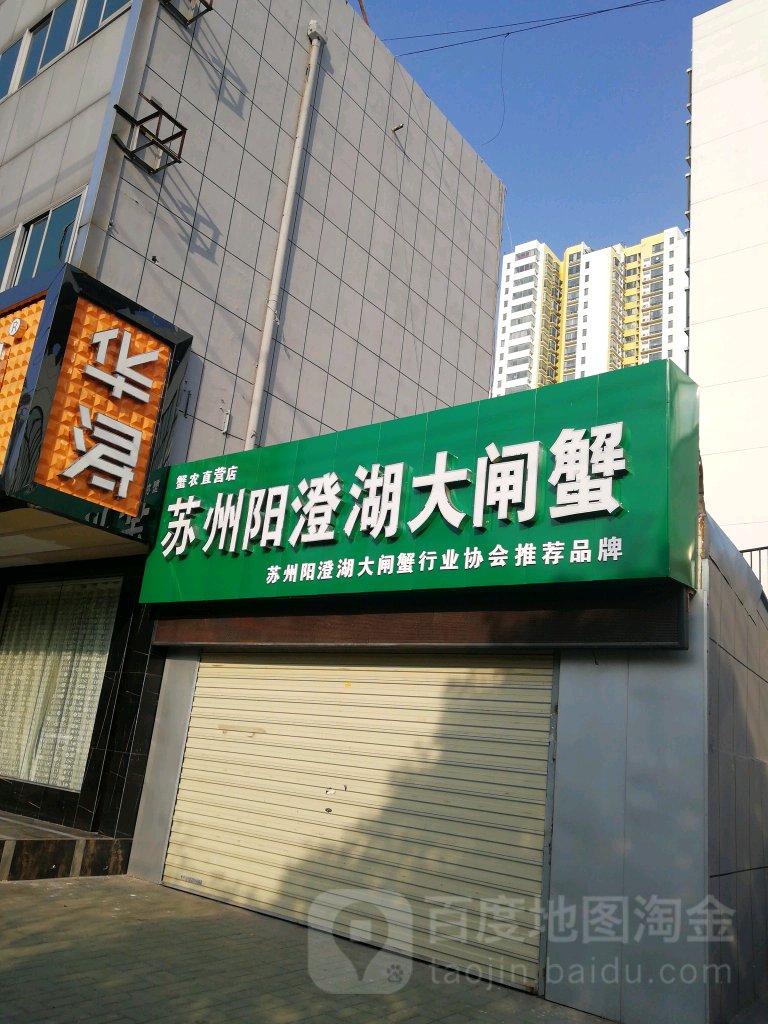 华浔
®
蟹农直营店
苏州阳澄湖大闸蟹
苏州阳澄湖大闸蟹行业协会推荐品牌
百度地图淘金
taojin.baidu.com